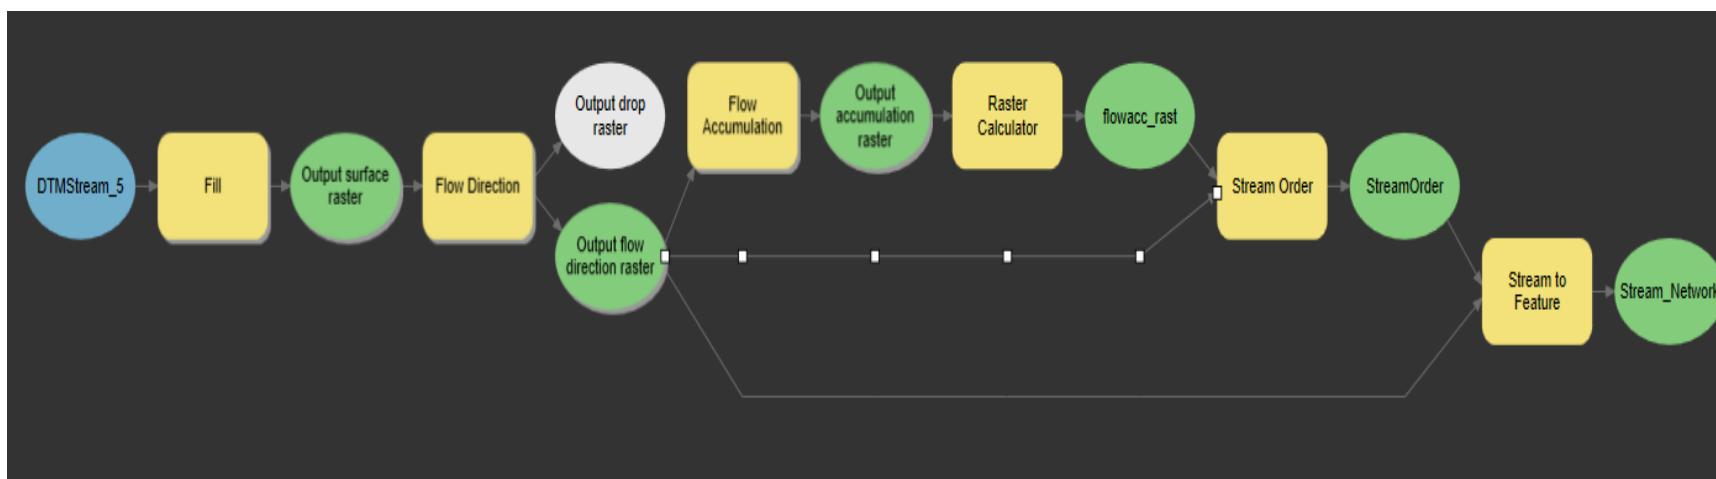 DTMStream_5
Fill
Output surface
raster
Flow Direction
Output drop
raster
Output flow
direction raster
Flow
Accumulation
Output
accumulation
raster
Raster
Calculator
flowacc_rast
Stream Order
StreamOrder
Stream to
Feature
Stream_Network